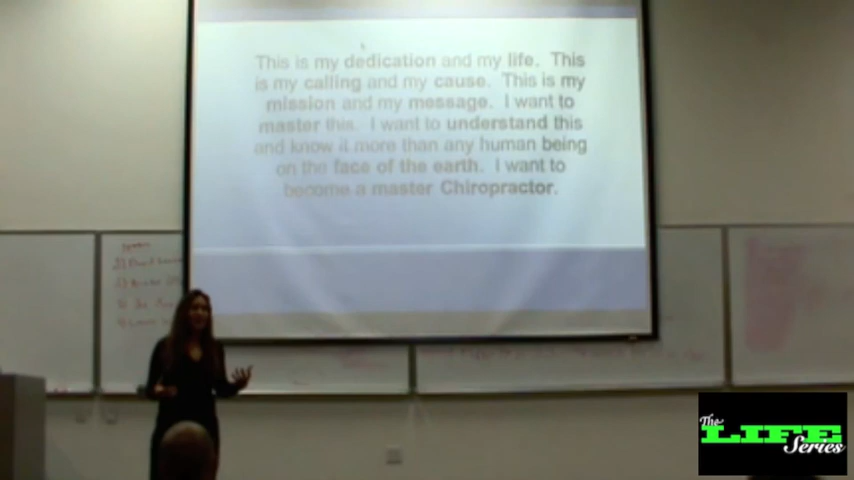 This is my dedication and my life. This
is my calling and my cause. This is my
mission and my message. I want to
master this. I want to understand this
and know it more than any human being
on the face of the earth. I want to
become a master Chiropractor.
The
LIFE
Series